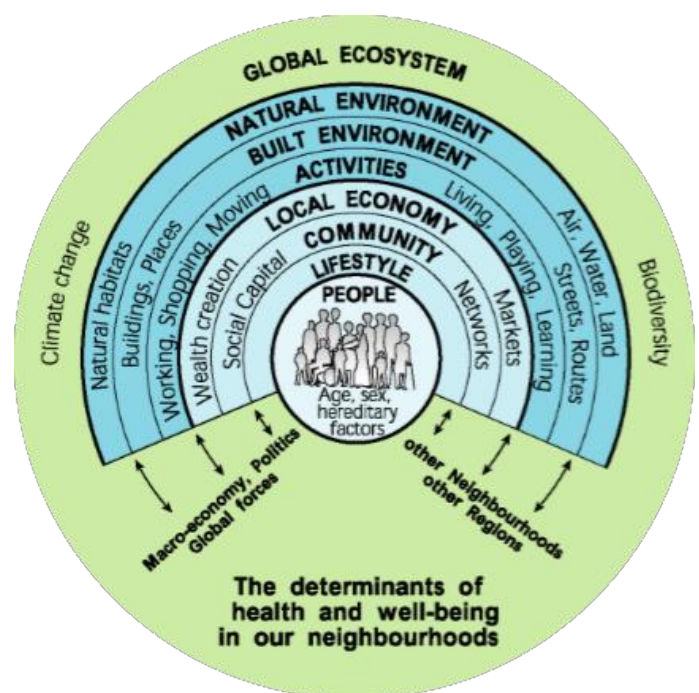 GLOBAL ECOSYSTEM
NATURAL ENVIRONMENT
BUILT ENVIRONMENT
ACTIVITIES
LOCAL ECONOMY
COMMUNITY
LIFESTYLE
PEOPLE
Age, sex,
hereditary
factors
Climate change
Natural habitats
Buildings, Places
Working, Shopping, Moving
Wealth creation
Social Capital
Networks
Markets
Living, Playing, Learning
Streets, Routes
Air, Water, Land
Biodiversity
Macro-economy, Politics
Global forces
other Neighbourhoods
other Regions
The determinants of
health and well-being
in our neighbourhoods